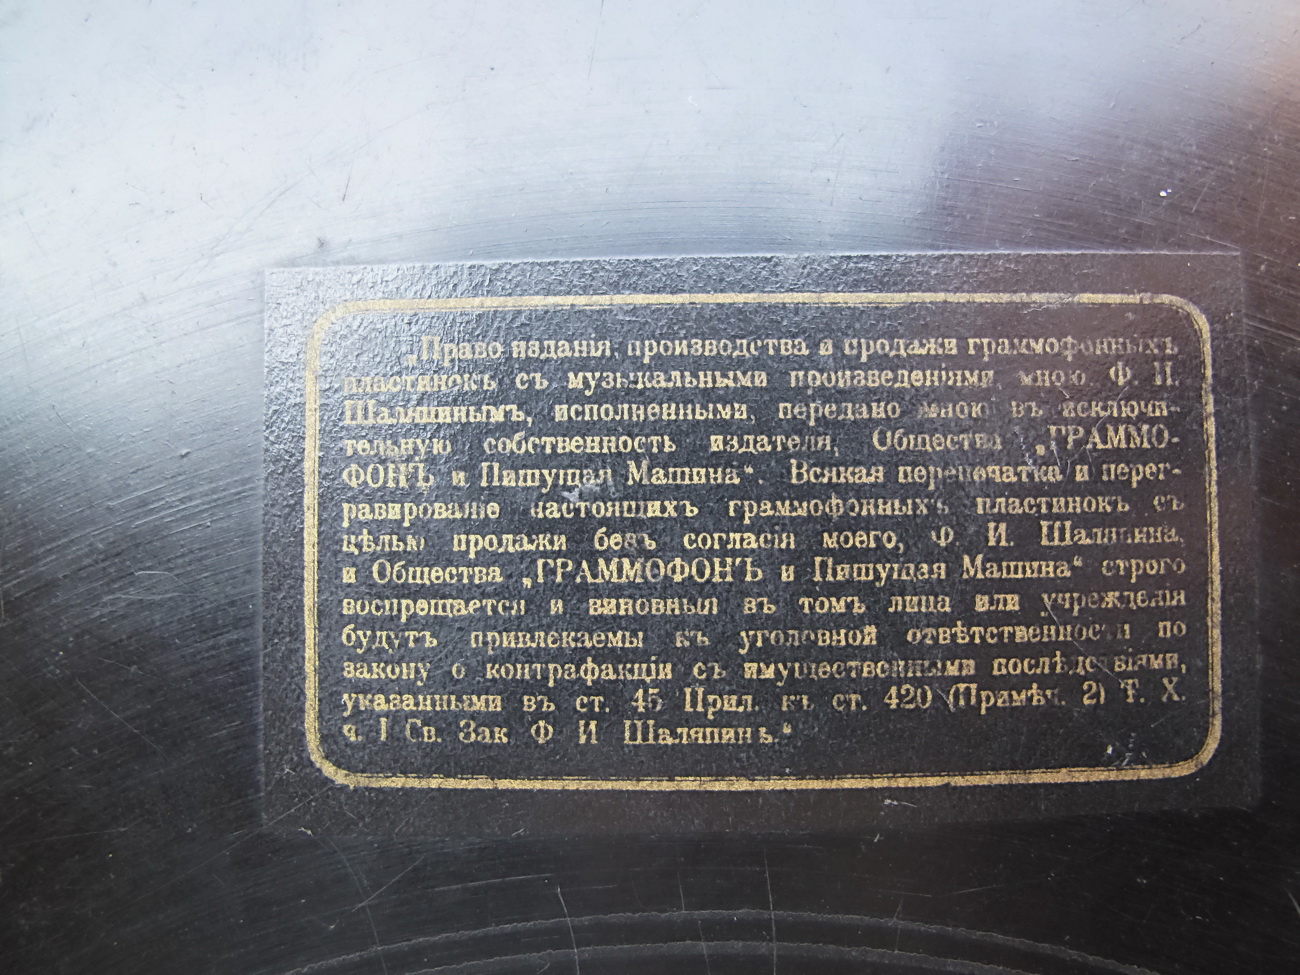 „Право изданія, производства и продажи граммофонныхъ
пластинокъ съ музыкальными произведеніями мною Ф. И.
Шаляпинымъ, исполненными, передано мною въ исключи-
тельную собственность издателя, Общества „ГРАММО-
ФОНЪ и Пишущая Машина“. Всякая перепечатка и перег-
равированіе настоящихъ граммофонныхъ пластинокъ съ
цѣлью продажи безъ согласія моего, Ф. И. Шаляпина,
и Общества „ГРАММОФОНЪ и Пишущая Машина“ строго
воспрещается и виновныя въ томъ лица или учрежденія
будутъ привлекаемы къ уголовной отвѣтственности по
закону о контрафакціи съ имущественными послѣдствіями,
указанными въ ст. 45 Прил. къ ст. 420 (Примѣч. 2) Т. X.
ч. I Св. Зак Ф И Шаляпинъ.“